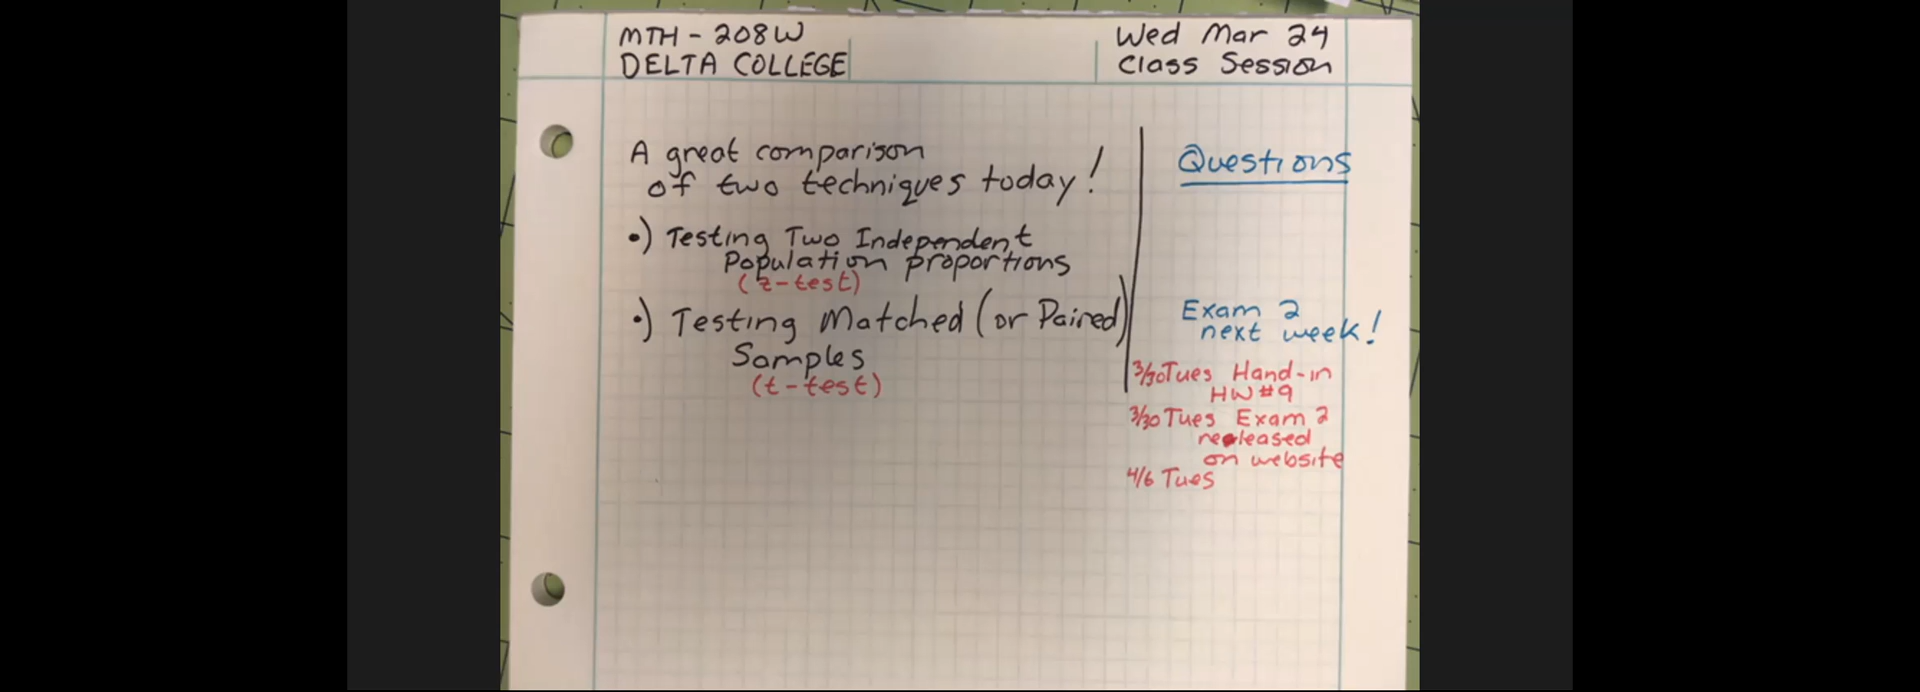 MTH - 208W
DELTA COLLEGE
Wed Mar 24
Class Session
A great comparison
of two techniques today!
•) Testing Two Independent
Population proportions
(z-test)
•) Testing Matched (or Paired)
Samples
(t-test)
Questions
Exam 2
next week!
3/30 Tues Hand-in
HW #9
3/30 Tues Exam 2
released
on website
4/6 Tues